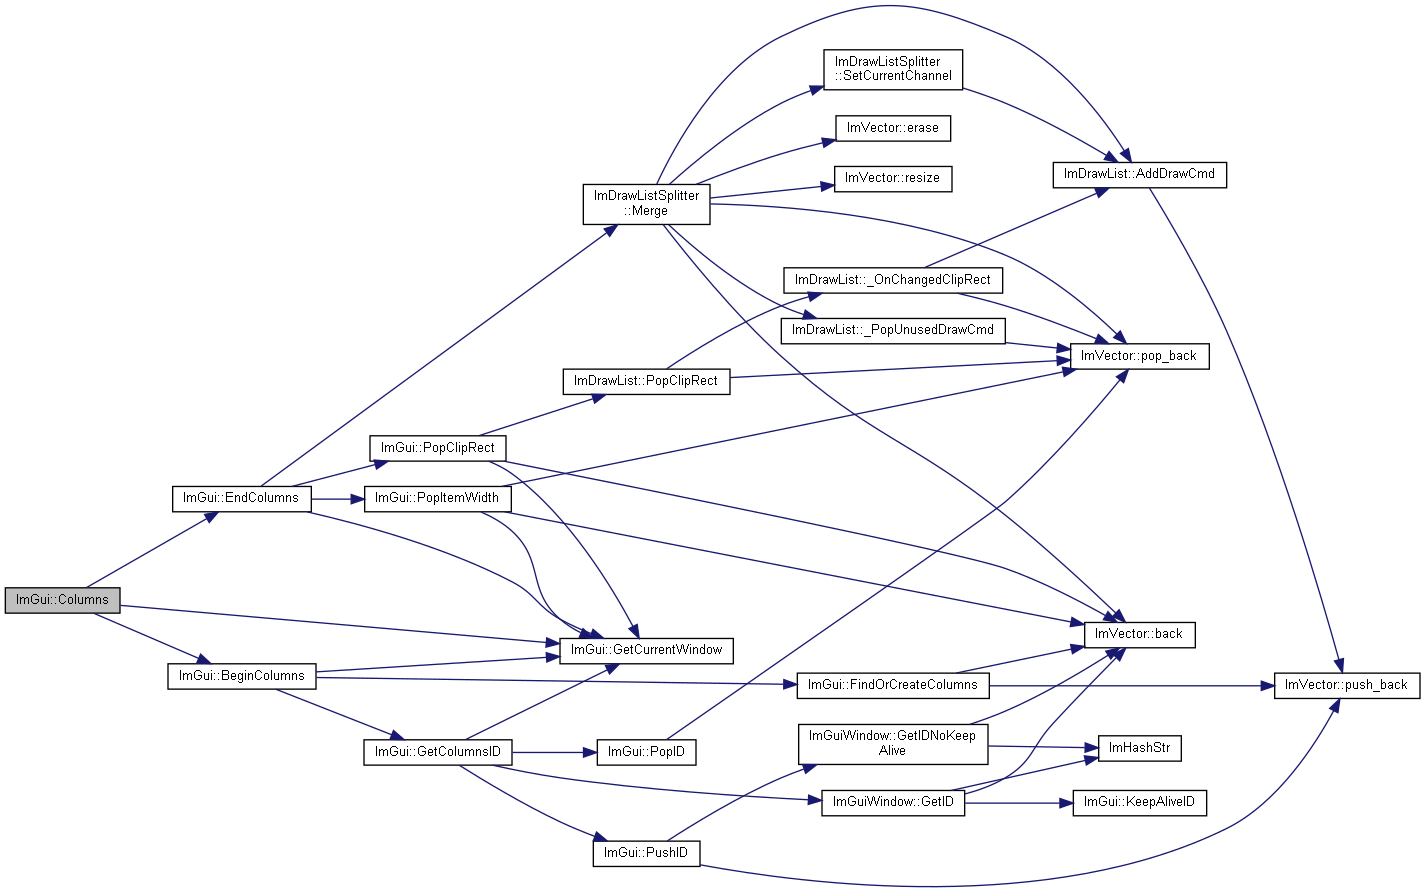 ImDrawListSplitter
::SetCurrentChannel
ImVector::erase
ImDrawList::AddDrawCmd
ImVector::resize
ImDrawListSplitter
::Merge
ImDrawList::_OnChangedClipRect
ImDrawList::_PopUnusedDrawCmd
ImVector::pop_back
ImDrawList::PopClipRect
ImGui::PopClipRect
ImGui::EndColumns
ImGui::PopItemWidth
ImGui::Columns
ImVector::back
ImGui::GetCurrentWindow
ImGui::BeginColumns
ImGui::FindOrCreateColumns
ImVector::push_back
ImGuiWindow::GetIDNoKeep
Alive
ImHashStr
ImGui::GetColumnsID
ImGui::PopID
ImGuiWindow::GetID
ImGui::KeepAliveID
ImGui::PushID